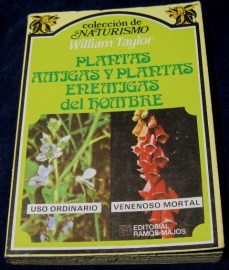 colección de
NATURISMO
William Taylor
PLANTAS
AMIGAS Y PLANTAS
ENEMIGAS
del HOMBRE
USO ORDINARIO
VENENOSO MORTAL
EDITORIAL
RAMOS-MAJOS